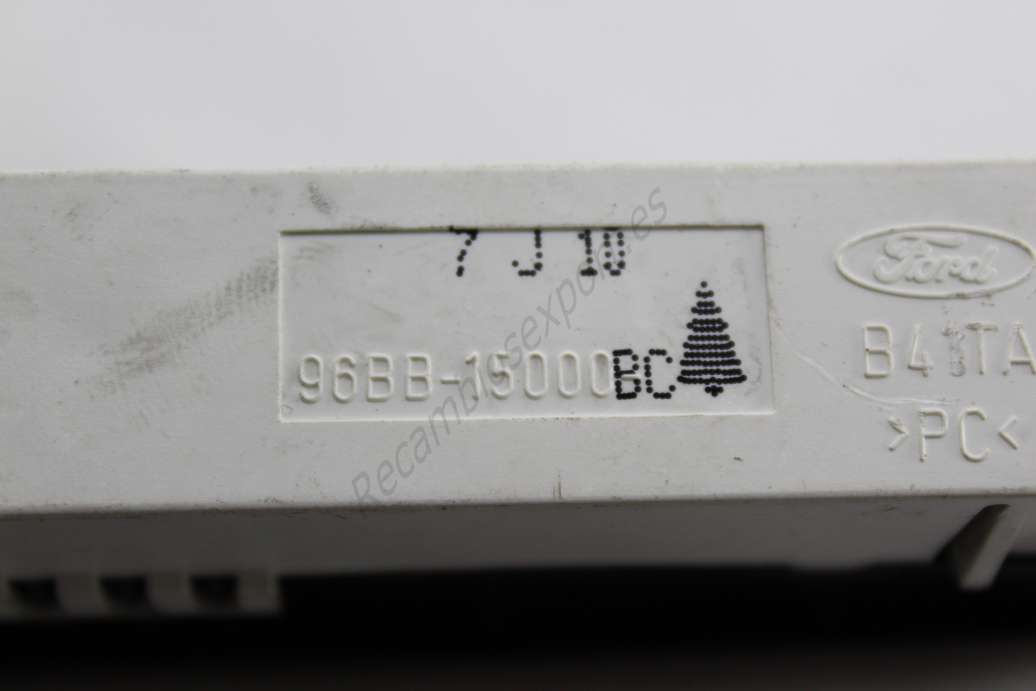 7 J 10
96BB-15000BC
Ford
>PC<
Recambiosexpo.es